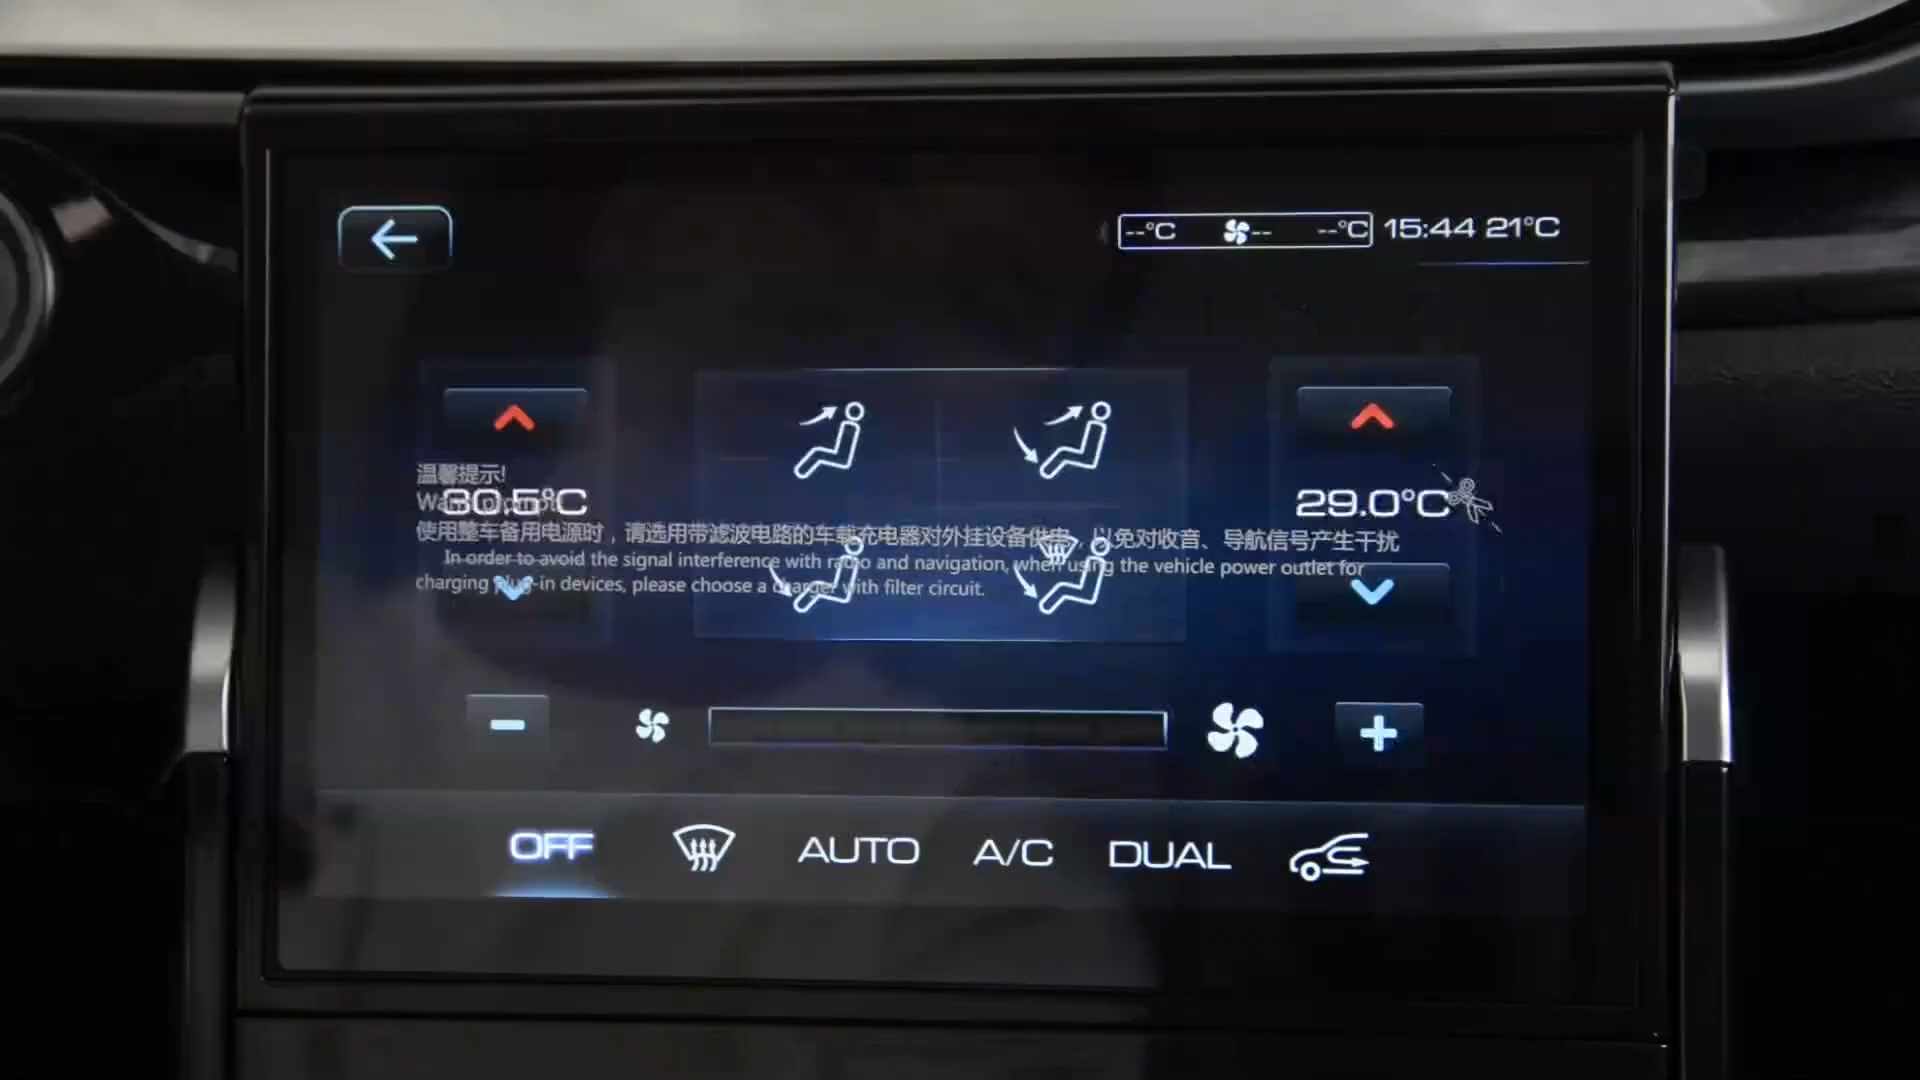 --°C -- --°C 15:44 21°C
温馨提示!
30.5°C
29.0°C
使用整车备用电源时，请选用带滤波电路的车载充电器对外挂设备供电，以免对收音、导航信号产生干扰
In order to avoid the signal interference with radio and navigation, when using the vehicle power outlet for
charging plug-in devices, please choose a charger with filter circuit.
OFF AUTO A/C DUAL